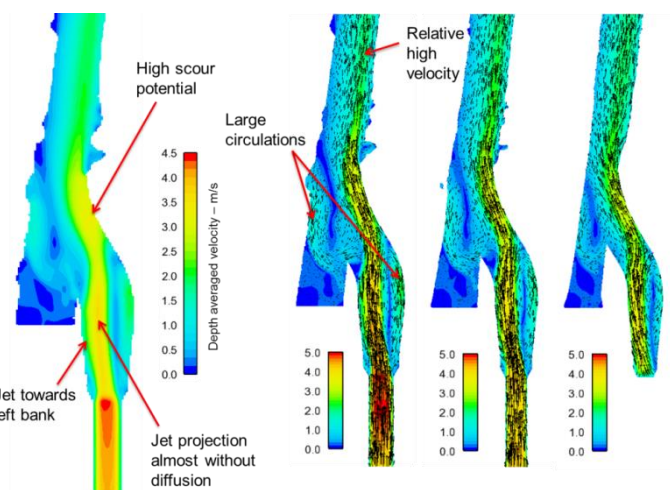 High scour
potential
Relative
high
velocity
Large
circulations
4.5
4.0
3.5
3.0
2.5
2.0
1.5
1.0
0.5
0.0
Depth averaged velocity – m/s
Jet towards
left bank
Jet projection
almost without
diffusion
5.0
4.0
3.0
2.0
1.0
0.0
5.0
4.0
3.0
2.0
1.0
0.0
5.0
4.0
3.0
2.0
1.0
0.0